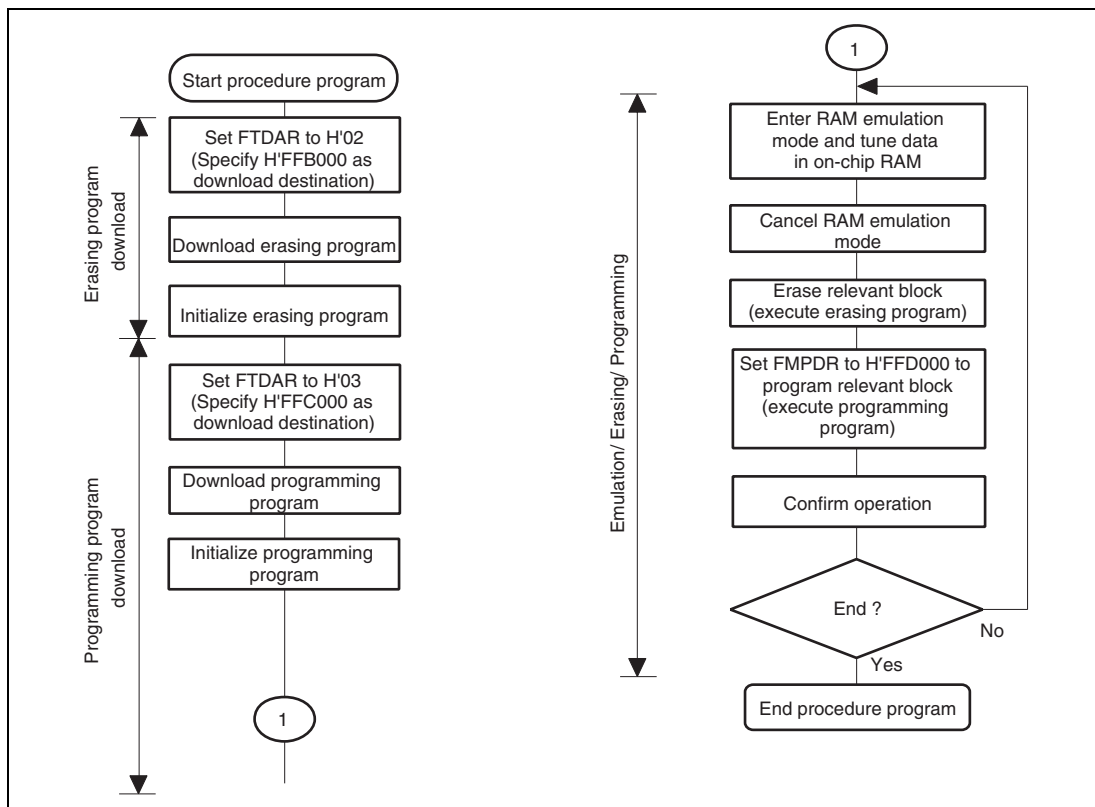 Start procedure program
Erasing program
download
Set FTDAR to H'02
(Specify H'FFB000 as
download destination)
Download erasing program
Initialize erasing program
Programming program
download
Set FTDAR to H'03
(Specify H'FFC000 as
download destination)
Download programming
program
Initialize programming
program
1
1
Emulation/ Erasing/ Programming
Enter RAM emulation
mode and tune data
in on-chip RAM
Cancel RAM emulation
mode
Erase relevant block
(execute erasing program)
Set FMPDR to H'FFD000 to
program relevant block
(execute programming
program)
Confirm operation
End ?
No
Yes
End procedure program